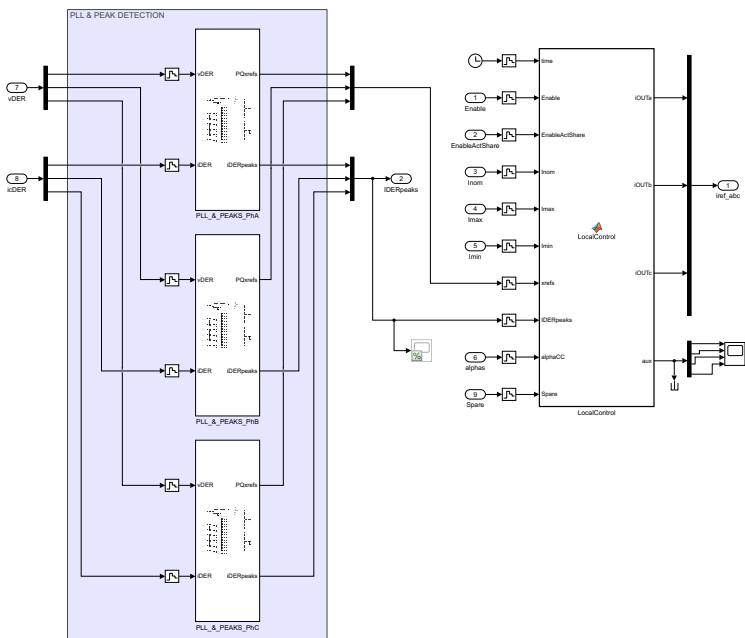 PLL & PEAK DETECTION
7
vDER
8
icDER
vDER
PQxrefs
iDER
iDERpeaks
PLL_&_PEAKS_PhA
vDER
PQxrefs
iDER
iDERpeaks
PLL_&_PEAKS_PhB
vDER
PQxrefs
iDER
iDERpeaks
PLL_&_PEAKS_PhC
2
IDERpeaks
%
time
1
Enable
Enable
2
EnableActShare
EnableActShare
3
Inom
Inom
4
Imax
Imax
5
Imin
Imin
xrefs
iDERpeaks
6
alphas
alphaCC
9
Spare
Spare
LocalControl
iOUTa
iOUTb
iOUTc
aux
LocalControl
1
iref_abc